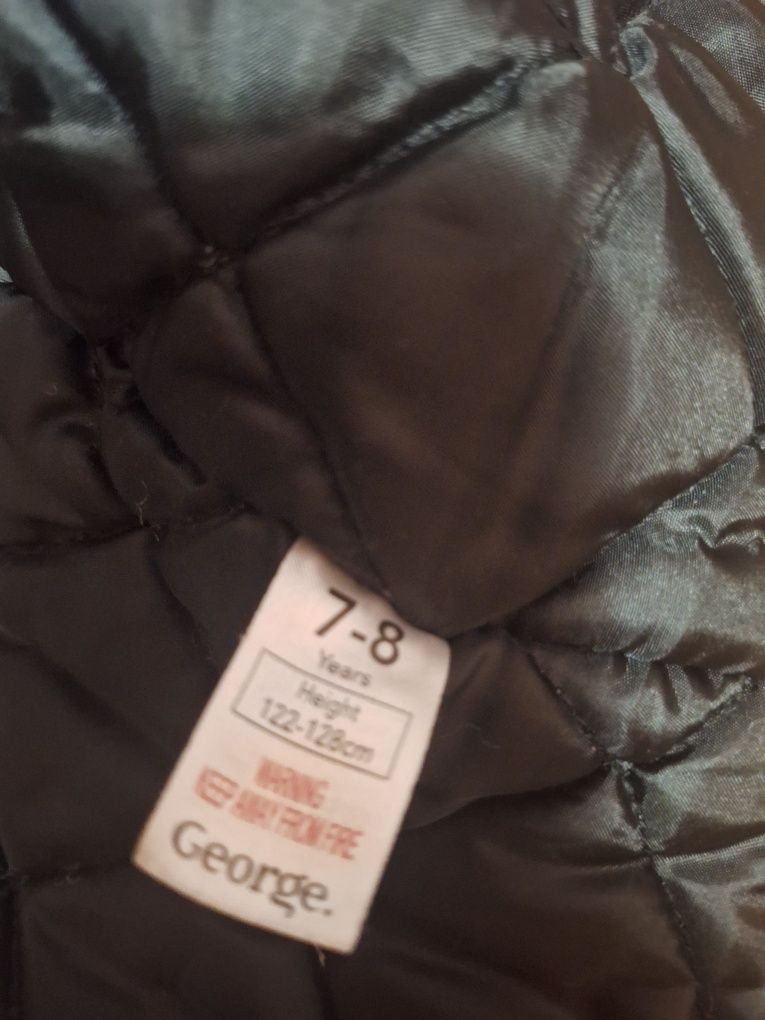 7-8
Years
Height
122-128cm
WARNING
KEEP AWAY FROM FIRE
George.